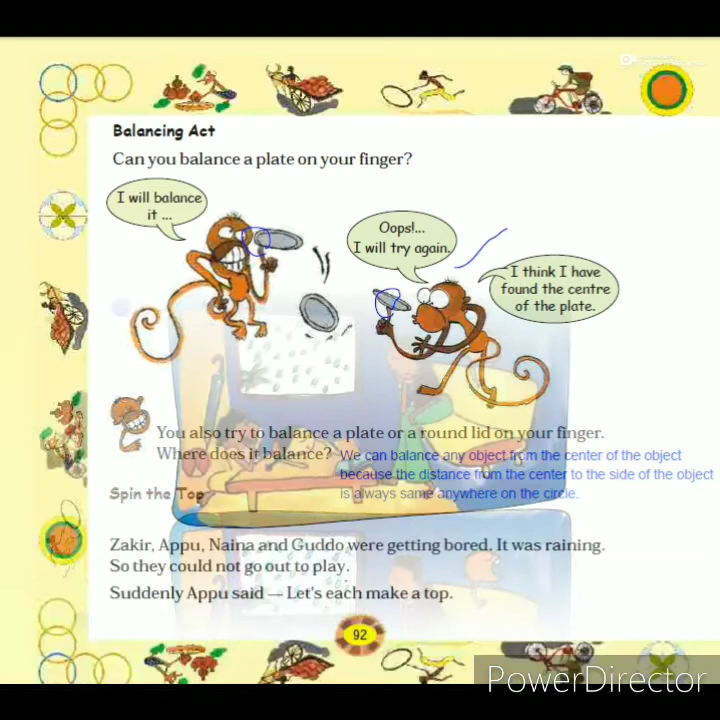 Balancing Act
Can you balance a plate on your finger?
I will balance
it ...
Oops!...
I will try again.
I think I have
found the centre
of the plate.
You also try to balance a plate or a round lid on your finger.
Where does it balance? We can balance any object from the center of the object
because the distance from the center to the side of the object
is always same anywhere on the circle.
Spin the Top
Zakir, Appu, Naina and Guddo were getting bored. It was raining.
So they could not go out to play.
Suddenly Appu said — Let's each make a top.
92
PowerDirector